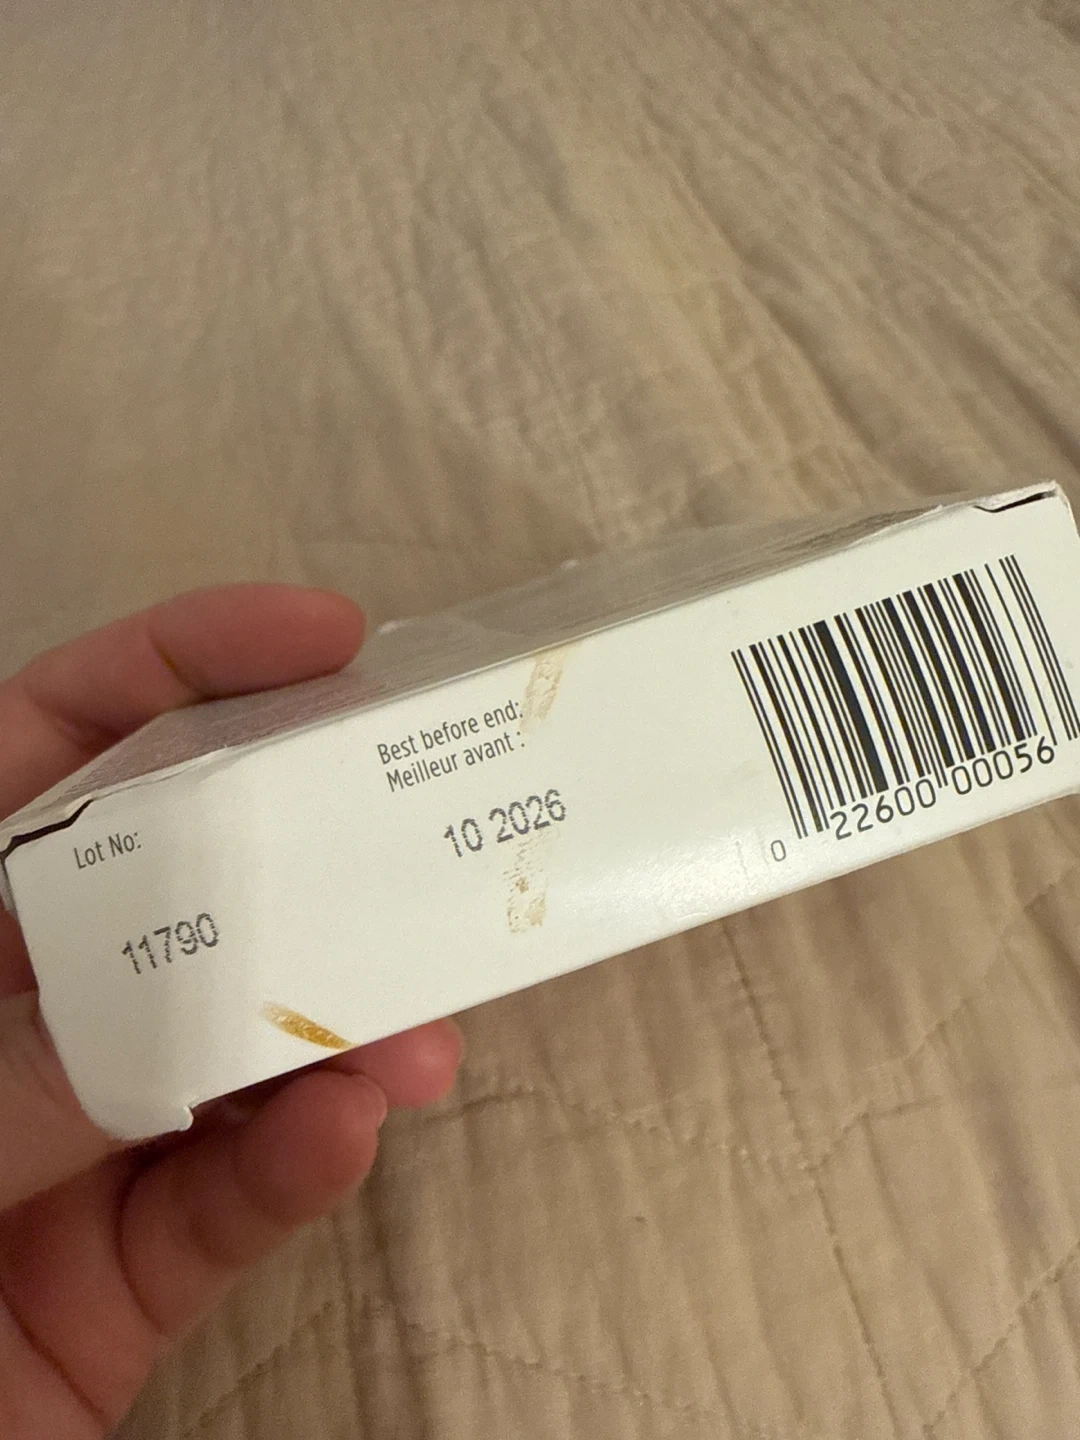 Lot No:
11790
Best before end:
Meilleur avant :
10 2026
0 22600 00056